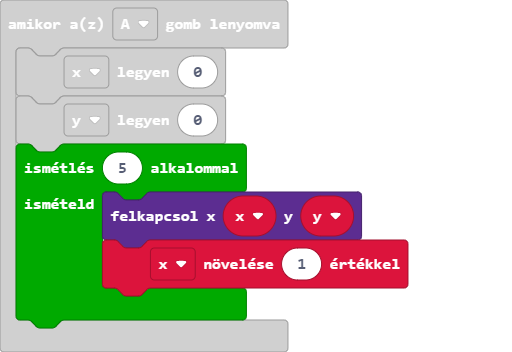 amikor a(z) A gomb lenyomva
x legyen 0
y legyen 0
ismétlés 5 alkalommal
ismételd
felkapcsol x x y y
x növelése 1 értékkel